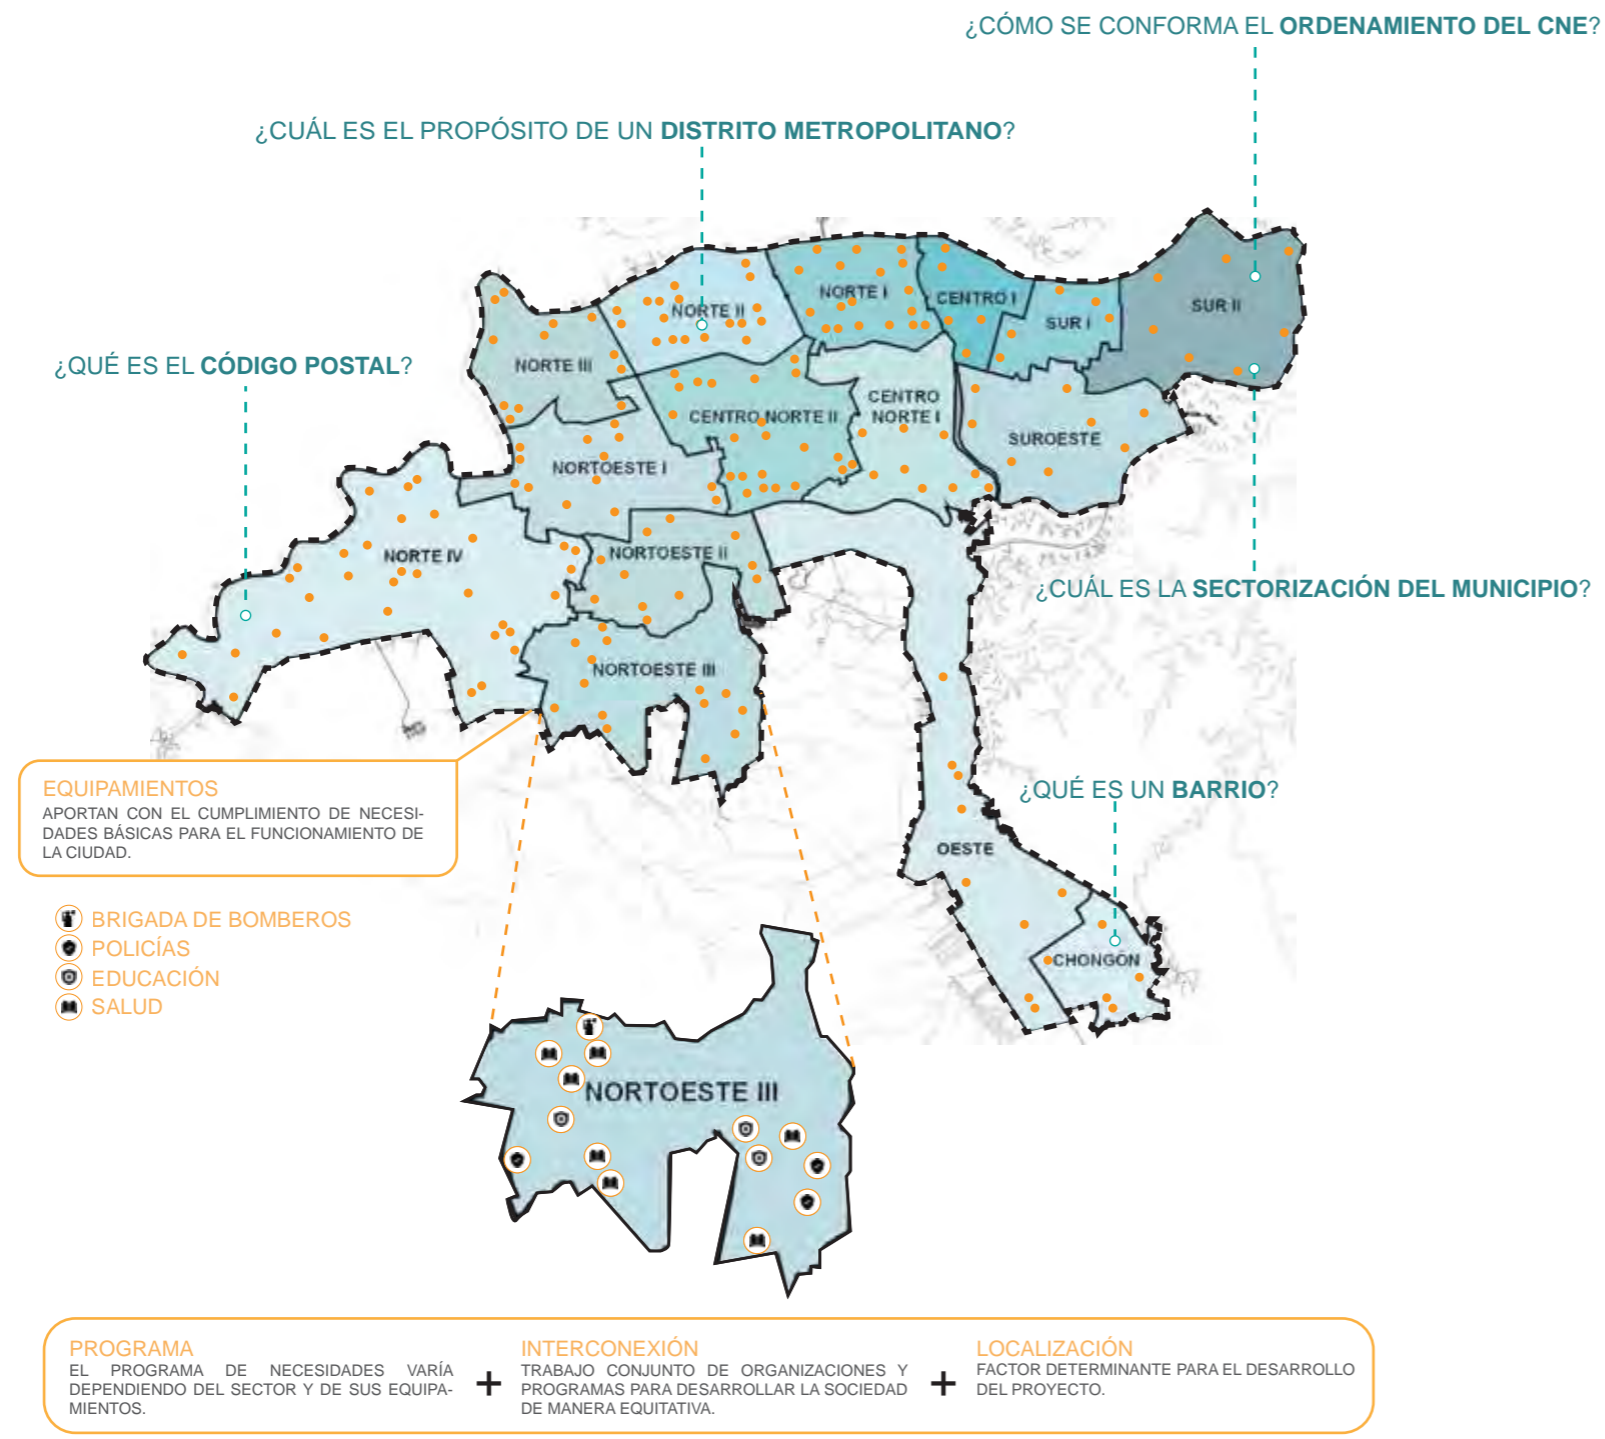 ¿CÓMO SE CONFORMA EL ORDENAMIENTO DEL CNE?
¿CUÁL ES EL PROPÓSITO DE UN DISTRITO METROPOLITANO?
¿QUÉ ES EL CÓDIGO POSTAL?
NORTE III
NORTE II
NORTE I
CENTRO I
SUR I
SUR II
CENTRO NORTE II
CENTRO
NORTE I
SUROESTE
NORTOESTE I
NORTE IV
NORTOESTE II
NORTOESTE III
¿CUÁL ES LA SECTORIZACIÓN DEL MUNICIPIO?
¿QUÉ ES UN BARRIO?
OESTE
CHONGÓN
EQUIPAMIENTOS
APORTAN CON EL CUMPLIMIENTO DE NECESI-
DADES BÁSICAS PARA EL FUNCIONAMIENTO DE
LA CIUDAD.
BRIGADA DE BOMBEROS
POLICÍAS
EDUCACIÓN
SALUD
NORTOESTE III
PROGRAMA
EL PROGRAMA DE NECESIDADES VARÍA
DEPENDIENDO DEL SECTOR Y DE SUS EQUIPA-
MIENTOS.
+
INTERCONEXIÓN
TRABAJO CONJUNTO DE ORGANIZACIONES Y
PROGRAMAS PARA DESARROLLAR LA SOCIEDAD
DE MANERA EQUITATIVA.
+
LOCALIZACIÓN
FACTOR DETERMINANTE PARA EL DESARROLLO
DEL PROYECTO.